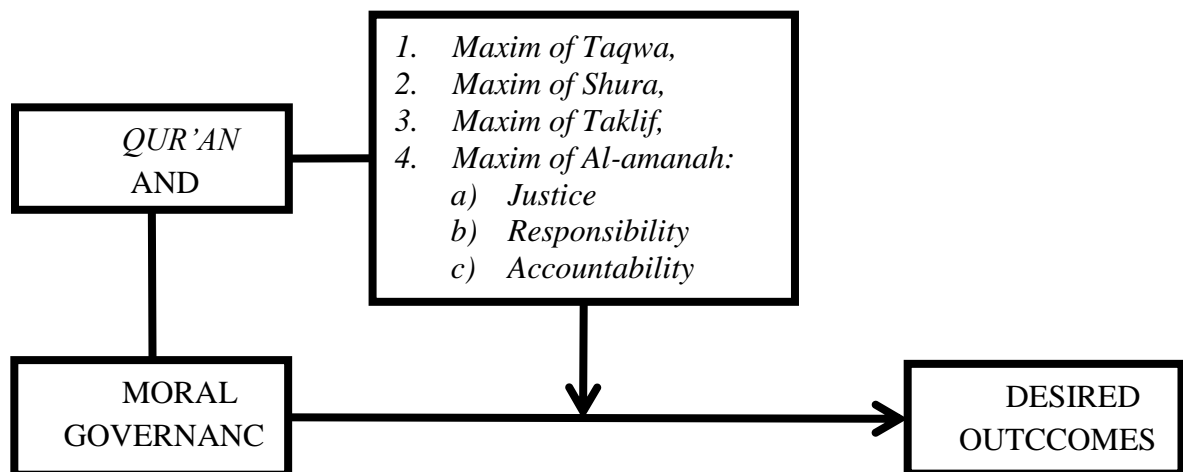 1. Maxim of Taqwa,
2. Maxim of Shura,
3. Maxim of Taklif,
4. Maxim of Al-amanah:
a) Justice
b) Responsibility
c) Accountability
QUR’AN
AND
MORAL
GOVERNANC
DESIRED
OUTCCOMES